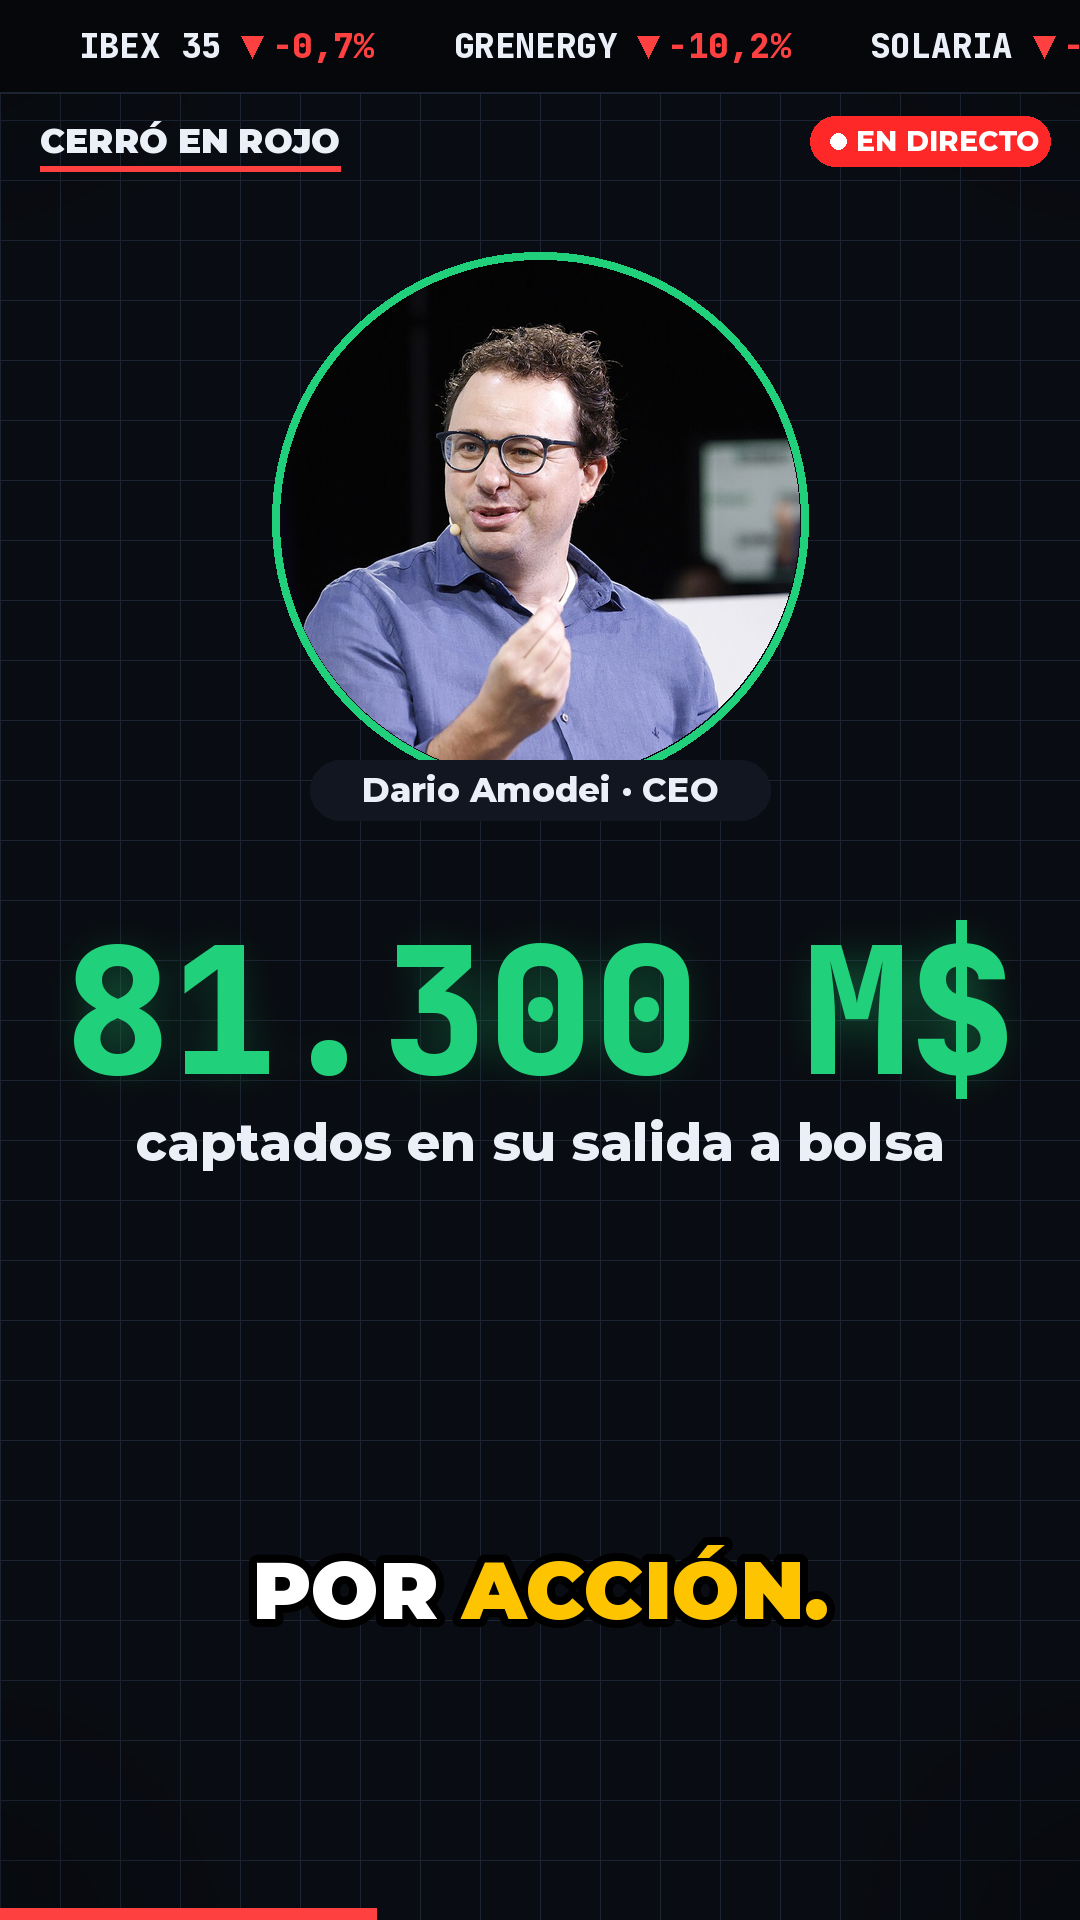 IBEX 35 ▼ -0,7% GRENERGY ▼ -10,2% SOLARIA ▼ -
CERRÓ EN ROJO
EN DIRECTO
Dario Amodei · CEO
81.300 M$
captados en su salida a bolsa
POR ACCIÓN.